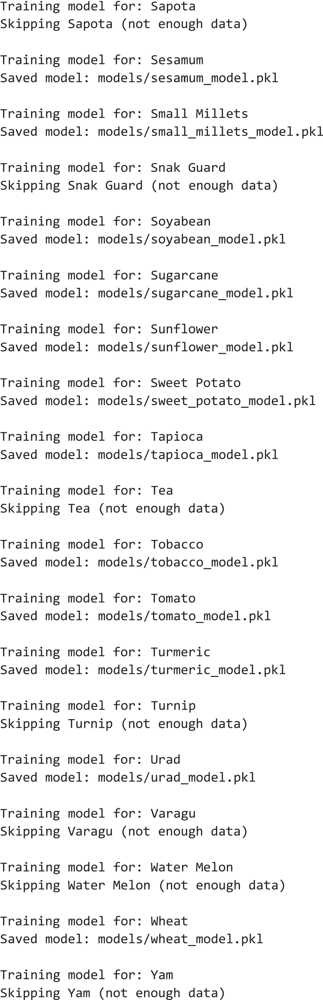 Training model for: Sapota
Skipping Sapota (not enough data)
Training model for: Sesamum
Saved model: models/sesamum_model.pkl
Training model for: Small Millets
Saved model: models/small_millets_model.pkl
Training model for: Snak Guard
Skipping Snak Guard (not enough data)
Training model for: Soyabean
Saved model: models/soyabean_model.pkl
Training model for: Sugarcane
Saved model: models/sugarcane_model.pkl
Training model for: Sunflower
Saved model: models/sunflower_model.pkl
Training model for: Sweet Potato
Saved model: models/sweet_potato_model.pkl
Training model for: Tapioca
Saved model: models/tapioca_model.pkl
Training model for: Tea
Skipping Tea (not enough data)
Training model for: Tobacco
Saved model: models/tobacco_model.pkl
Training model for: Tomato
Saved model: models/tomato_model.pkl
Training model for: Turmeric
Saved model: models/turmeric_model.pkl
Training model for: Turnip
Skipping Turnip (not enough data)
Training model for: Urad
Saved model: models/urad_model.pkl
Training model for: Varagu
Skipping Varagu (not enough data)
Training model for: Water Melon
Skipping Water Melon (not enough data)
Training model for: Wheat
Saved model: models/wheat_model.pkl
Training model for: Yam
Skipping Yam (not enough data)